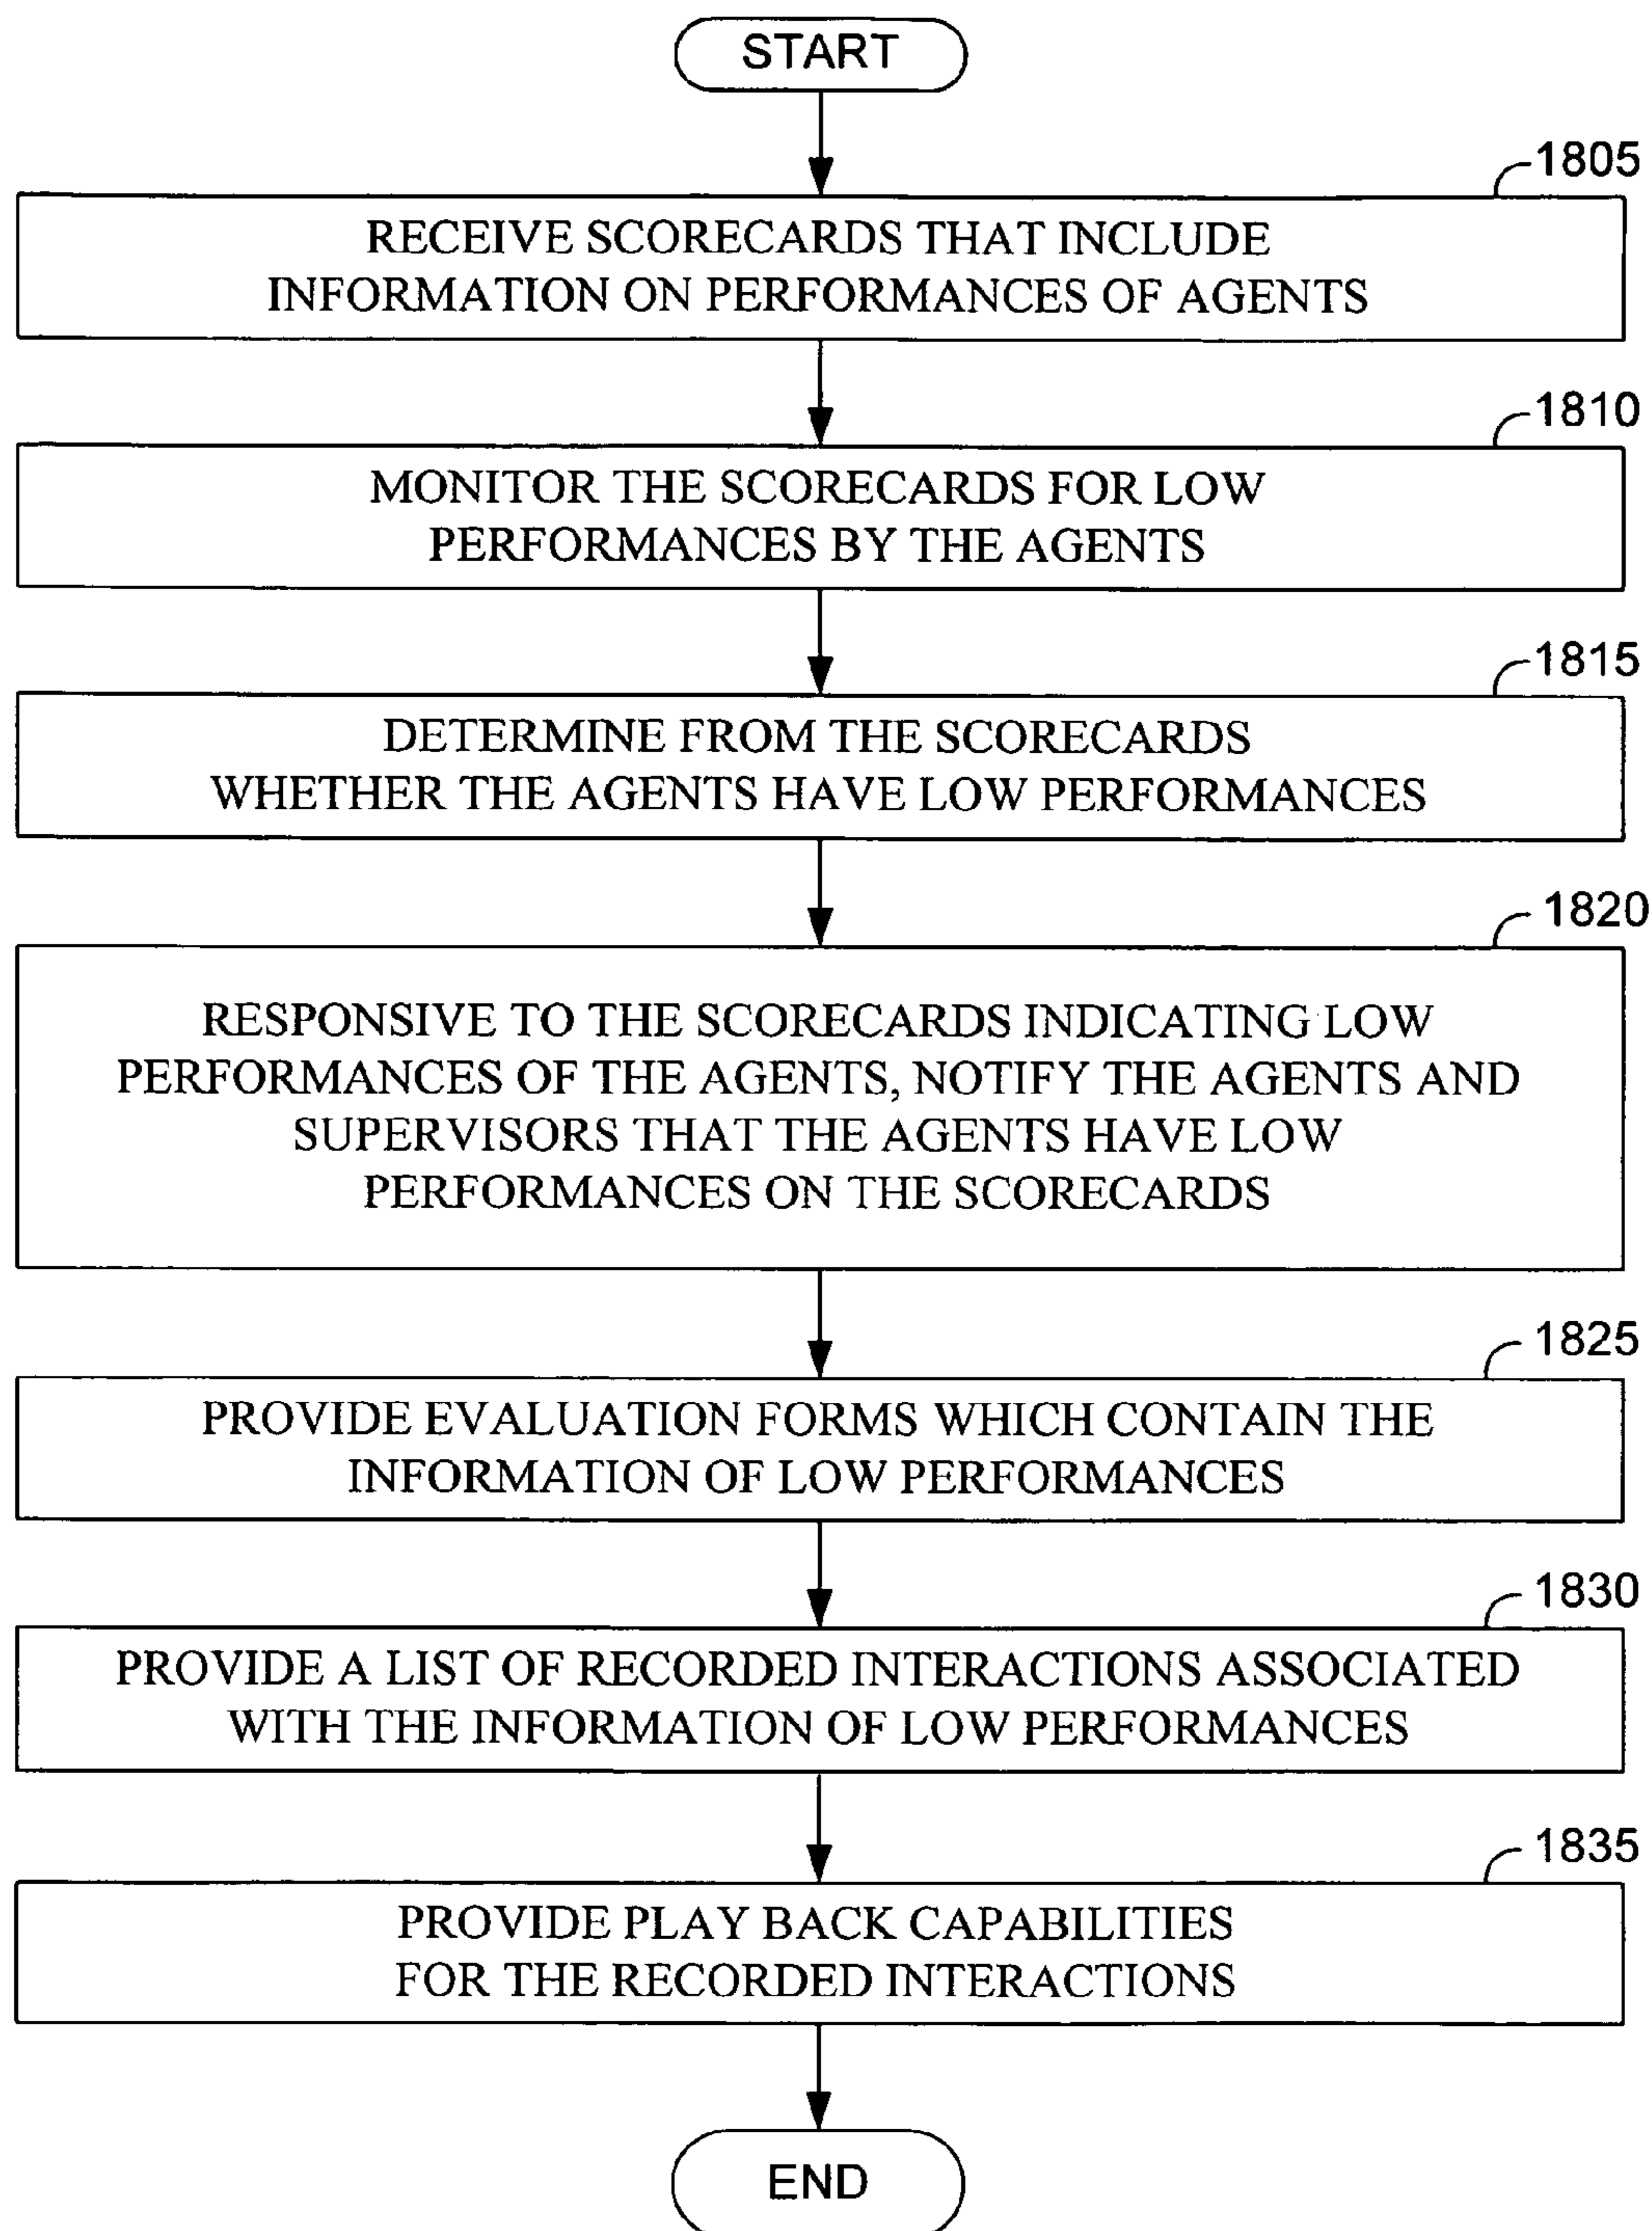 START
1805
RECEIVE SCORECARDS THAT INCLUDE
INFORMATION ON PERFORMANCES OF AGENTS
1810
MONITOR THE SCORECARDS FOR LOW
PERFORMANCES BY THE AGENTS
1815
DETERMINE FROM THE SCORECARDS
WHETHER THE AGENTS HAVE LOW PERFORMANCES
1820
RESPONSIVE TO THE SCORECARDS INDICATING LOW
PERFORMANCES OF THE AGENTS, NOTIFY THE AGENTS AND
SUPERVISORS THAT THE AGENTS HAVE LOW
PERFORMANCES ON THE SCORECARDS
1825
PROVIDE EVALUATION FORMS WHICH CONTAIN THE
INFORMATION OF LOW PERFORMANCES
1830
PROVIDE A LIST OF RECORDED INTERACTIONS ASSOCIATED
WITH THE INFORMATION OF LOW PERFORMANCES
1835
PROVIDE PLAY BACK CAPABILITIES
FOR THE RECORDED INTERACTIONS
END